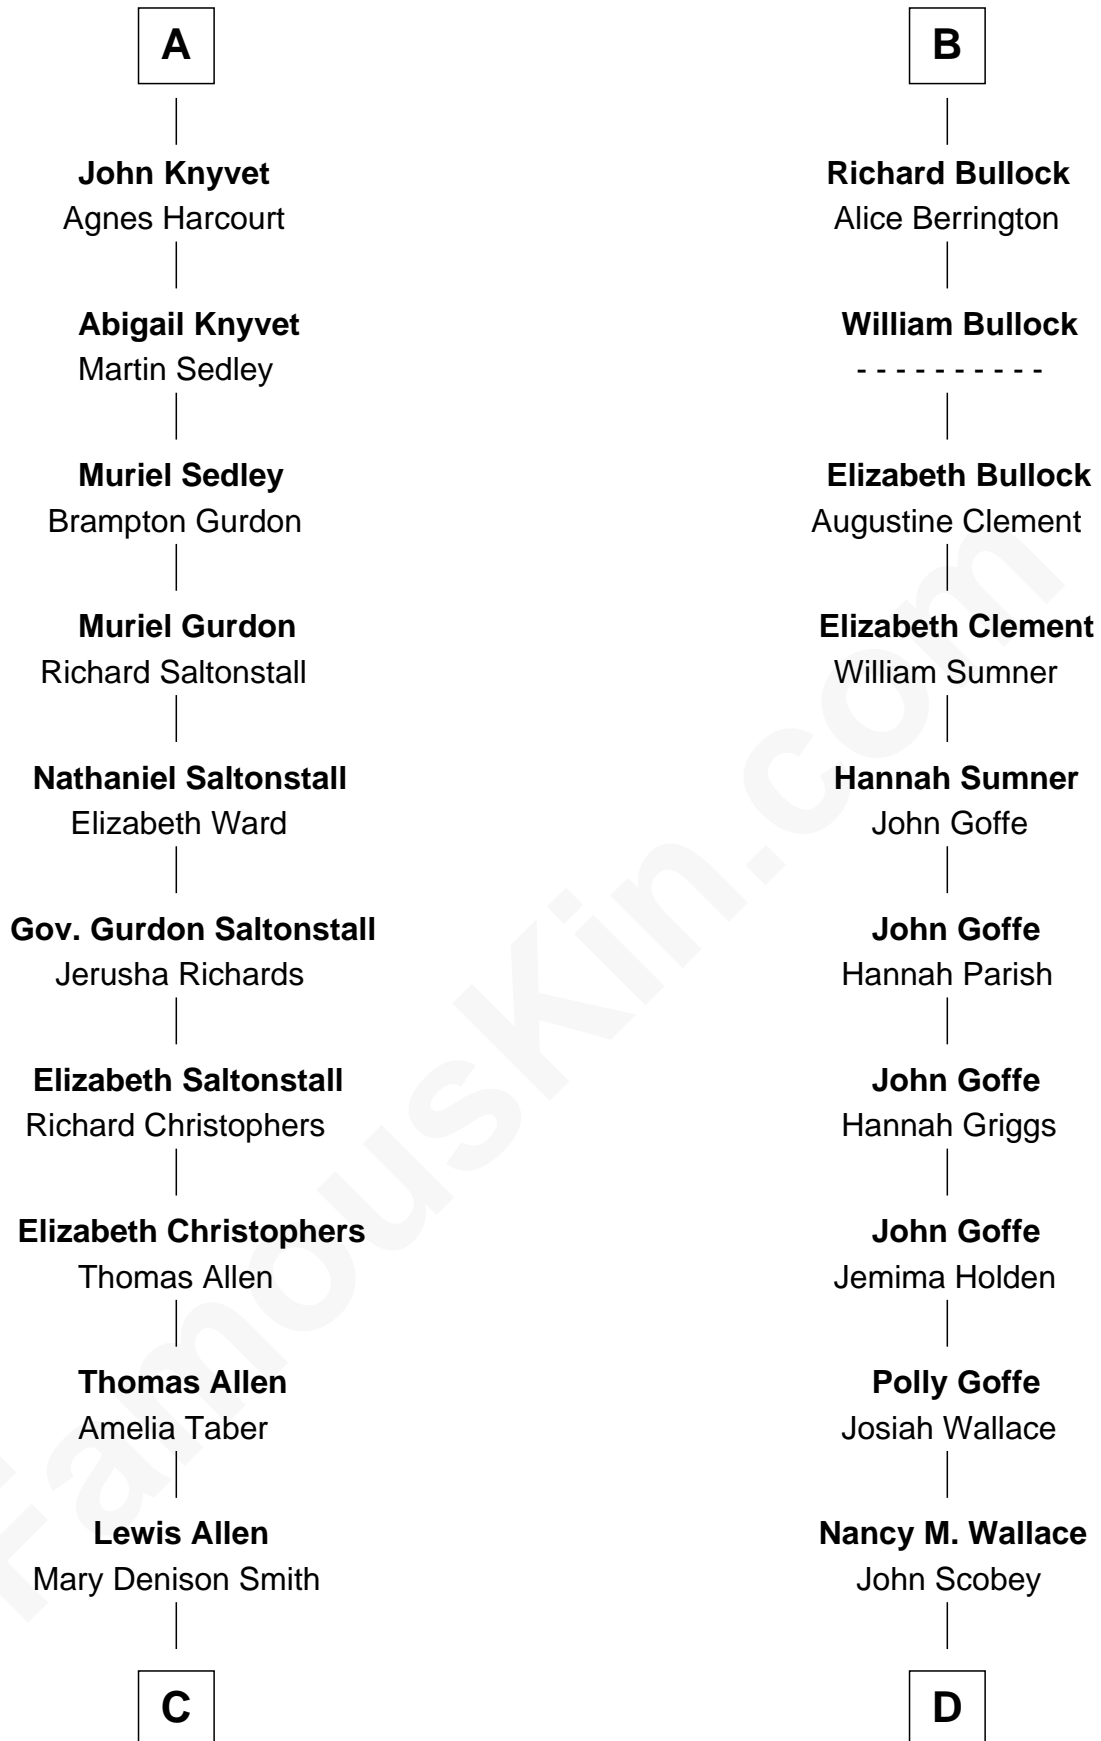 A
John Knyvet
Agnes Harcourt
Abigail Knyvet
Martin Sedley
Muriel Sedley
Brampton Gurdon
Muriel Gurdon
Richard Saltonstall
Nathaniel Saltonstall
Elizabeth Ward
Gov. Gurdon Saltonstall
Jerusha Richards
Elizabeth Saltonstall
Richard Christophers
Elizabeth Christophers
Thomas Allen
Thomas Allen
Amelia Taber
Lewis Allen
Mary Denison Smith
C
B
Richard Bullock
Alice Berrington
William Bullock
- - - - - - - - - -
Elizabeth Bullock
Augustine Clement
Elizabeth Clement
William Sumner
Hannah Sumner
John Goffe
John Goffe
Hannah Parish
John Goffe
Hannah Griggs
John Goffe
Jemima Holden
Polly Goffe
Josiah Wallace
Nancy M. Wallace
John Scobey
D
FamousKin.com